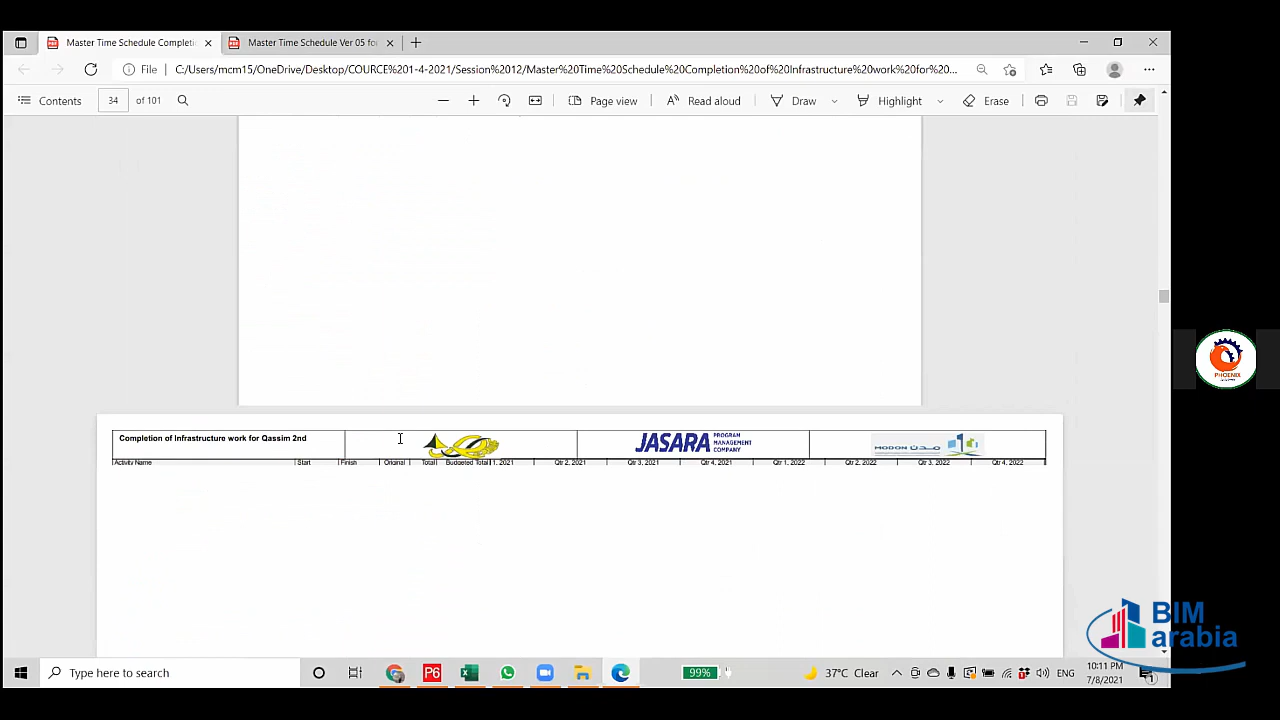 Master Time Schedule Completi
Master Time Schedule Ver 05 fo
File
C:/Users/mcm15/OneDrive/Desktop/COURCE%201-4-2021/Session%2012/Master%20Time%20Schedule%20Completion%20of%20Infrastructure%20work%20for%20...
Contents
34
of 101
Page view
Read aloud
Draw
Highlight
Erase
Completion of Infrastructure work for Qassim 2nd
JASARA
PROGRAM
MANAGEMENT
COMPANY
MODON مدن
Activity Name Start Finish Original Total Budgeted Total 1, 2021 Qtr 2, 2021 Qtr 3, 2021 Qtr 4, 2021 Qtr 1, 2022 Qtr 2, 2022 Qtr 3, 2022 Qtr 4, 2022
PHOENIX
BIM
arabia
Type here to search
P6
99%
37°C Clear
ENG
10:11 PM
7/8/2021
1